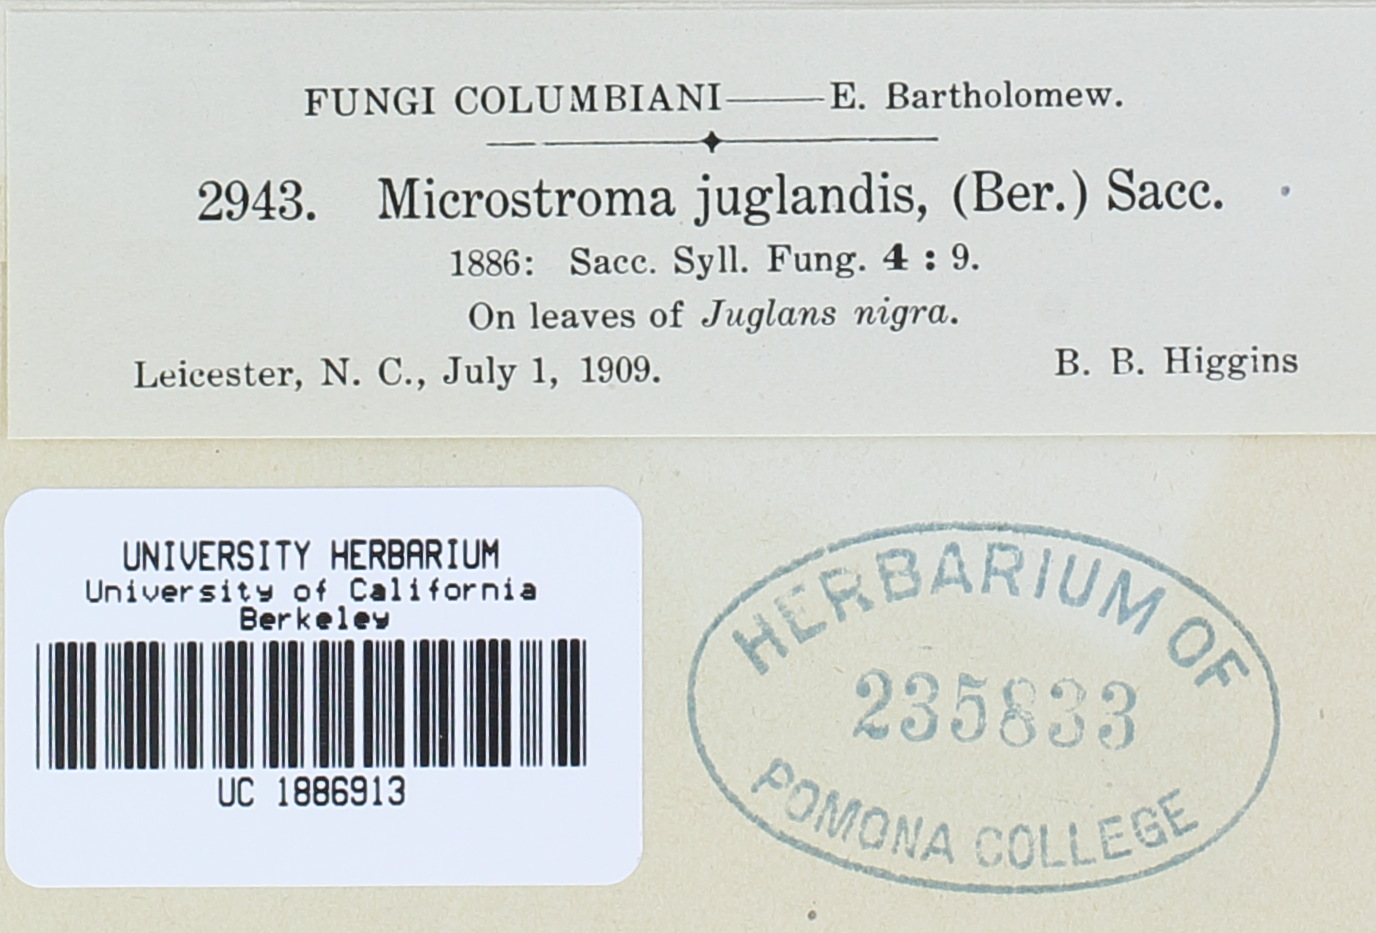 FUNGI COLUMBIANI——E. Bartholomew.
2943. Microstroma juglandis, (Ber.) Sacc.
1886: Sacc. Syll. Fung. 4 : 9.
On leaves of Juglans nigra.
Leicester, N. C., July 1, 1909. B. B. Higgins
UNIVERSITY HERBARIUM
University of California
Berkeley
UC 1886913
HERBARIUM OF
235833
POMONA COLLEGE